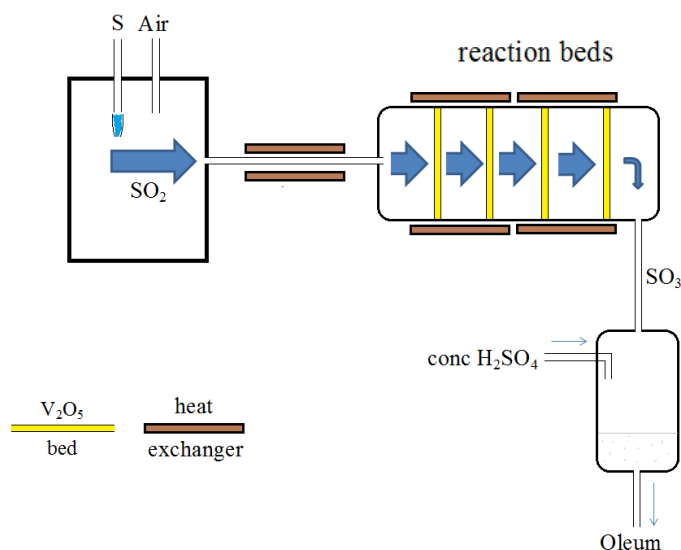 S Air
reaction beds
SO₂
SO₃
conc H₂SO₄
V₂O₅
bed
heat
exchanger
Oleum